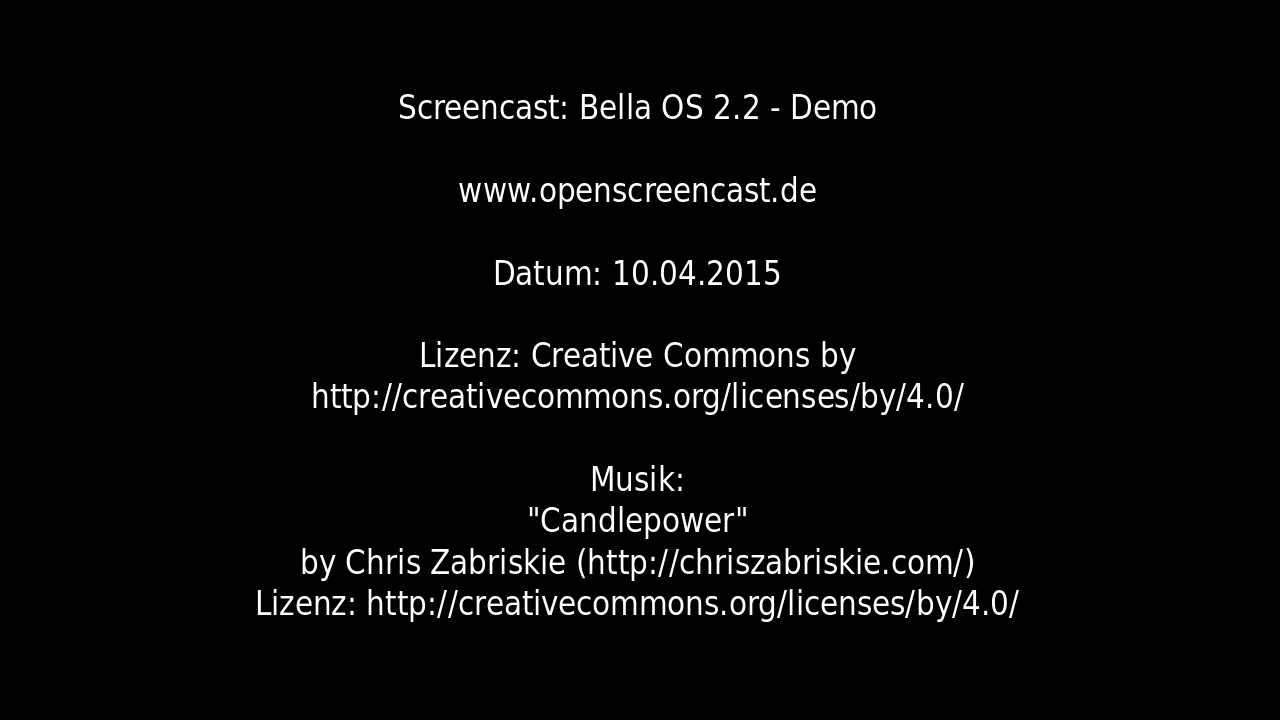 Screencast: Bella OS 2.2 - Demo
www.openscreencast.de
Datum: 10.04.2015
Lizenz: Creative Commons by
http://creativecommons.org/licenses/by/4.0/
Musik:
"Candlepower"
by Chris Zabriskie (http://chriszabriskie.com/)
Lizenz: http://creativecommons.org/licenses/by/4.0/